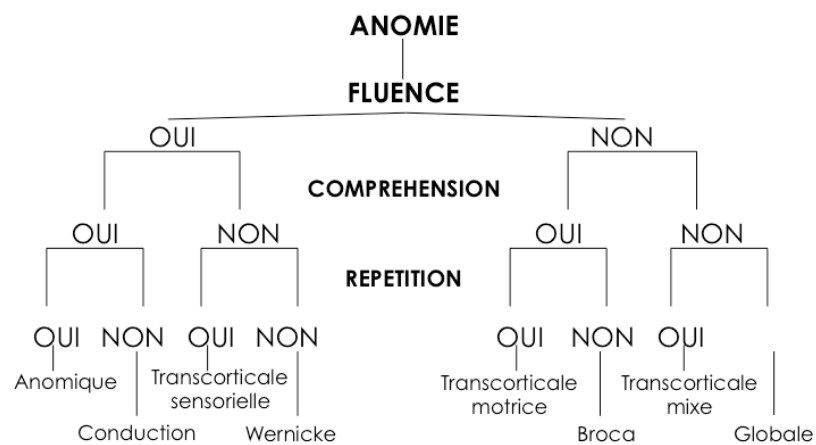 ANOMIE
FLUENCE
OUI NON
COMPREHENSION
OUI NON OUI NON
REPETITION
OUI NON OUI NON OUI NON OUI
Anomique Transcorticale sensorielle Transcorticale motrice Transcorticale mixe
Conduction Wernicke Broca Globale